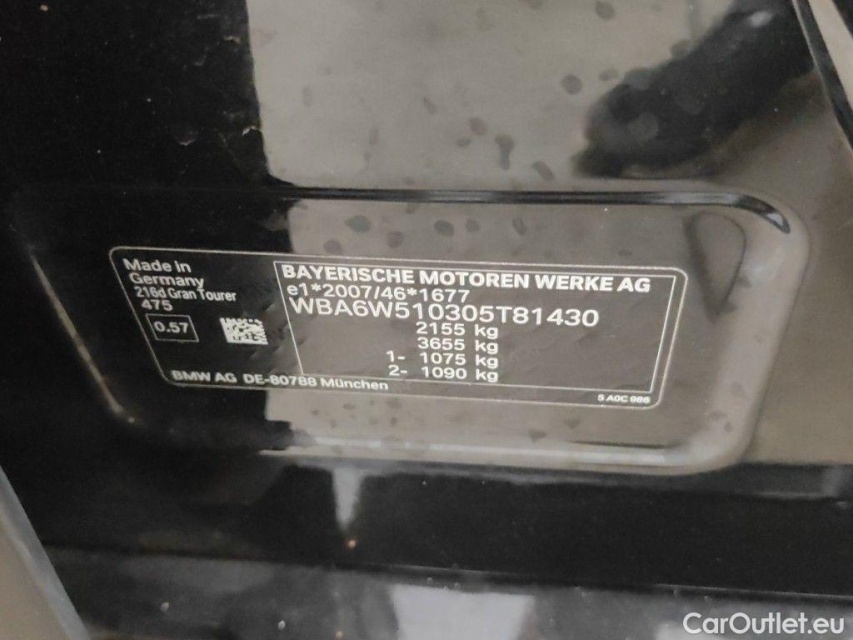 Made in
Germany
216d Gran Tourer
475
0.57
BMW AG DE-80788 München
BAYERISCHE MOTOREN WERKE AG
e1*2007/46*1677
WBA6W510305T81430
2155 kg
3655 kg
1- 1075 kg
2- 1090 kg
5 A0C 986
CarOutlet.eu